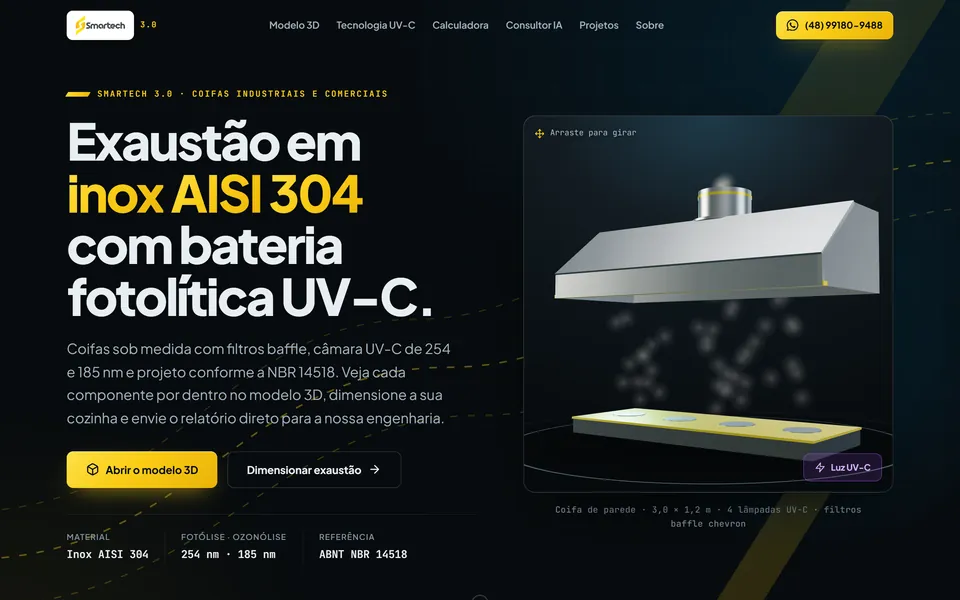 Smartech
3.0
Modelo 3D
Tecnologia UV-C
Calculadora
Consultor IA
Projetos
Sobre
(48) 99180-9488
SMARTECH 3.0 · COIFAS INDUSTRIAIS E COMERCIAIS
Exaustão em
inox AISI 304
com bateria
fotolítica UV-C.
Coifas sob medida com filtros baffle, câmara UV-C de 254
e 185 nm e projeto conforme a NBR 14518. Veja cada
componente por dentro no modelo 3D, dimensione a sua
cozinha e envie o relatório direto para a nossa engenharia.
Abrir o modelo 3D
Dimensionar exaustão
MATERIAL
Inox AISI 304
FOTÓLISE · OZONÓLISE
254 nm · 185 nm
REFERÊNCIA
ABNT NBR 14518
Arraste para girar
Luz UV-C
Coifa de parede · 3,0 × 1,2 m · 4 lâmpadas UV-C · filtros
baffle chevron